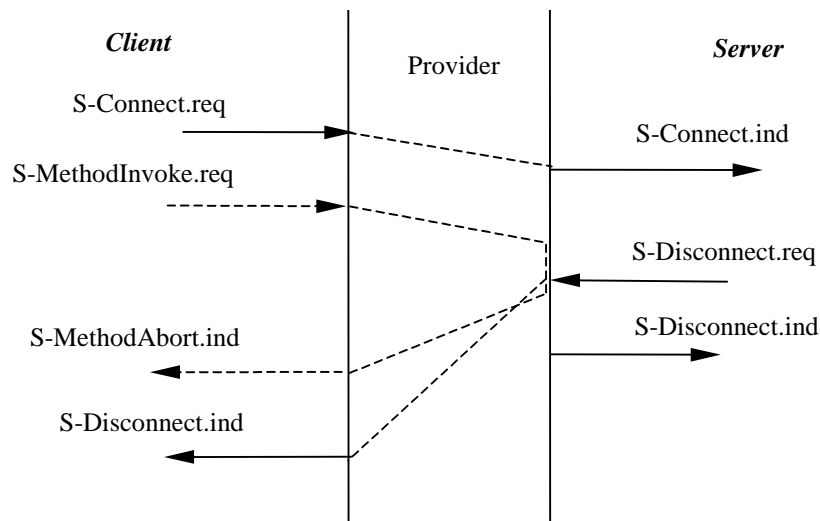 Client
Provider
Server
S-Connect.req
S-Connect.ind
S-MethodInvoke.req
S-Disconnect.req
S-Disconnect.ind
S-MethodAbort.ind
S-Disconnect.ind